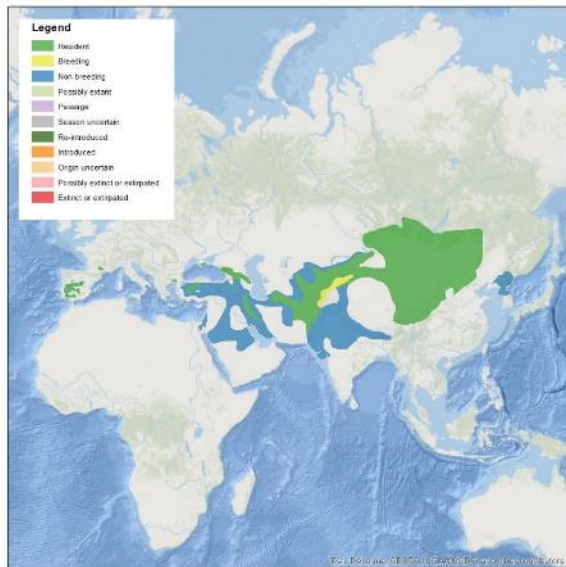 Legend
Resident
Breeding
Non-breeding
Possibly extant
Passage
Season uncertain
Re-introduced
Introduced
Origin uncertain
Possibly extinct or extirpated
Extinct or extirpated